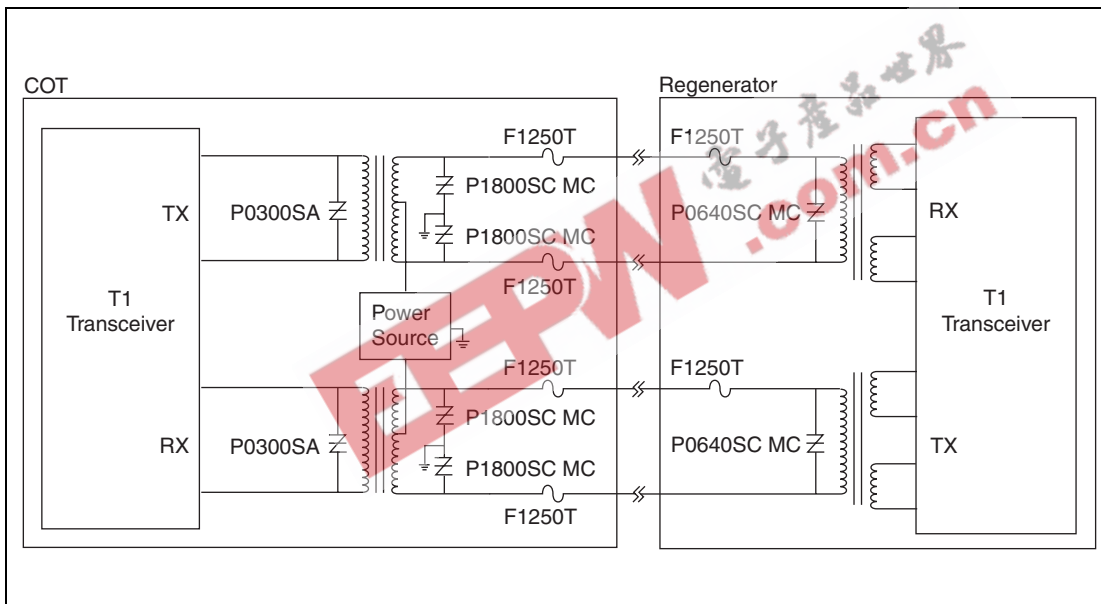 COT
Regenerator
F1250T
F1250T
P1800SC MC
TX
P0300SA
P1800SC MC
P0640SC MC
RX
F1250T
T1
Transceiver
Power
Source
T1
Transceiver
F1250T
F1250T
P1800SC MC
RX
P0300SA
P1800SC MC
P0640SC MC
TX
F1250T
EEPW
.com.cn
電子產品世界